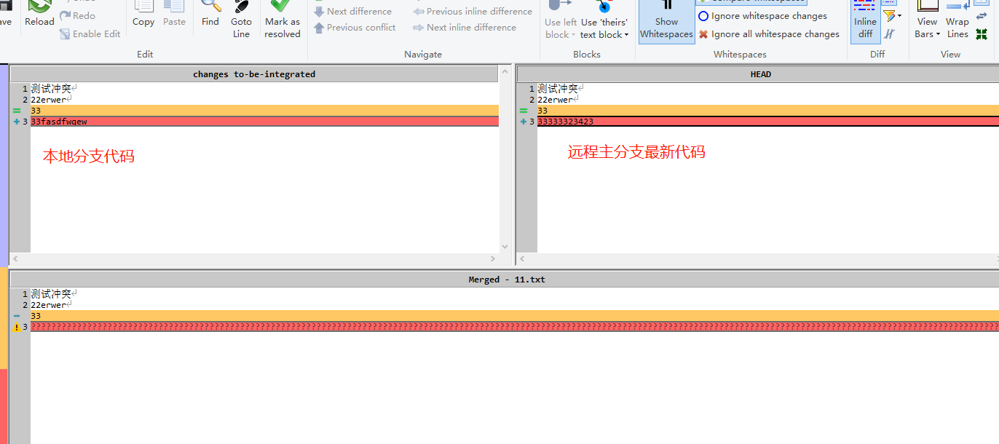 Reload
Redo
Enable Edit
Copy
Paste
Find
Goto
Line
Mark as
resolved
Next difference
Previous conflict
Previous inline difference
Next inline difference
Use left
block
Use 'theirs'
text block
Show
Whitespaces
Ignore whitespace changes
Ignore all whitespace changes
Inline
diff
View
Bars
Wrap
Lines
Edit
Navigate
Blocks
Whitespaces
Diff
View
changes to-be-integrated
1 测试冲突
2 22erwer
33
3 33fasdfwqew
本地分支代码
HEAD
1 测试冲突
2 22erwer
33
3 33333323423
远程主分支最新代码
Merged - 11.txt
1 测试冲突
2 22erwer
33
3